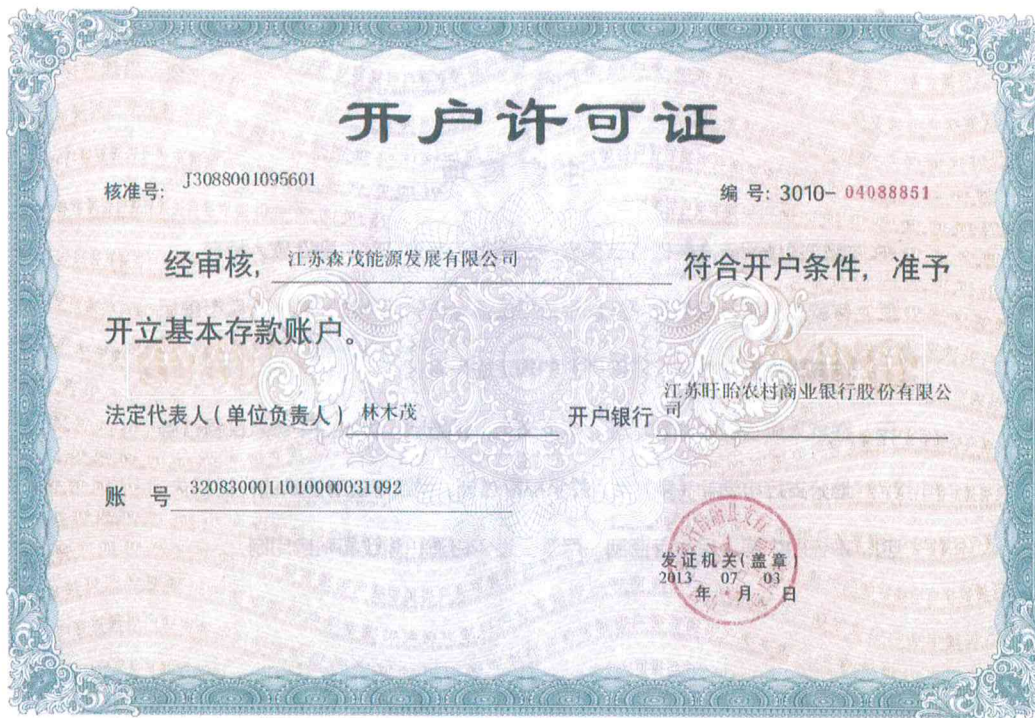 开户许可证
核准号: J3088001095601 编 号: 3010- 04088851
经审核, 江苏森茂能源发展有限公司 符合开户条件, 准予
开立基本存款账户。
法定代表人(单位负责人) 林木茂 开户银行 江苏盱眙农村商业银行股份有限公
司
账 号 3208300011010000031092
发证机关(盖章)
2013 07 03
年 月 日